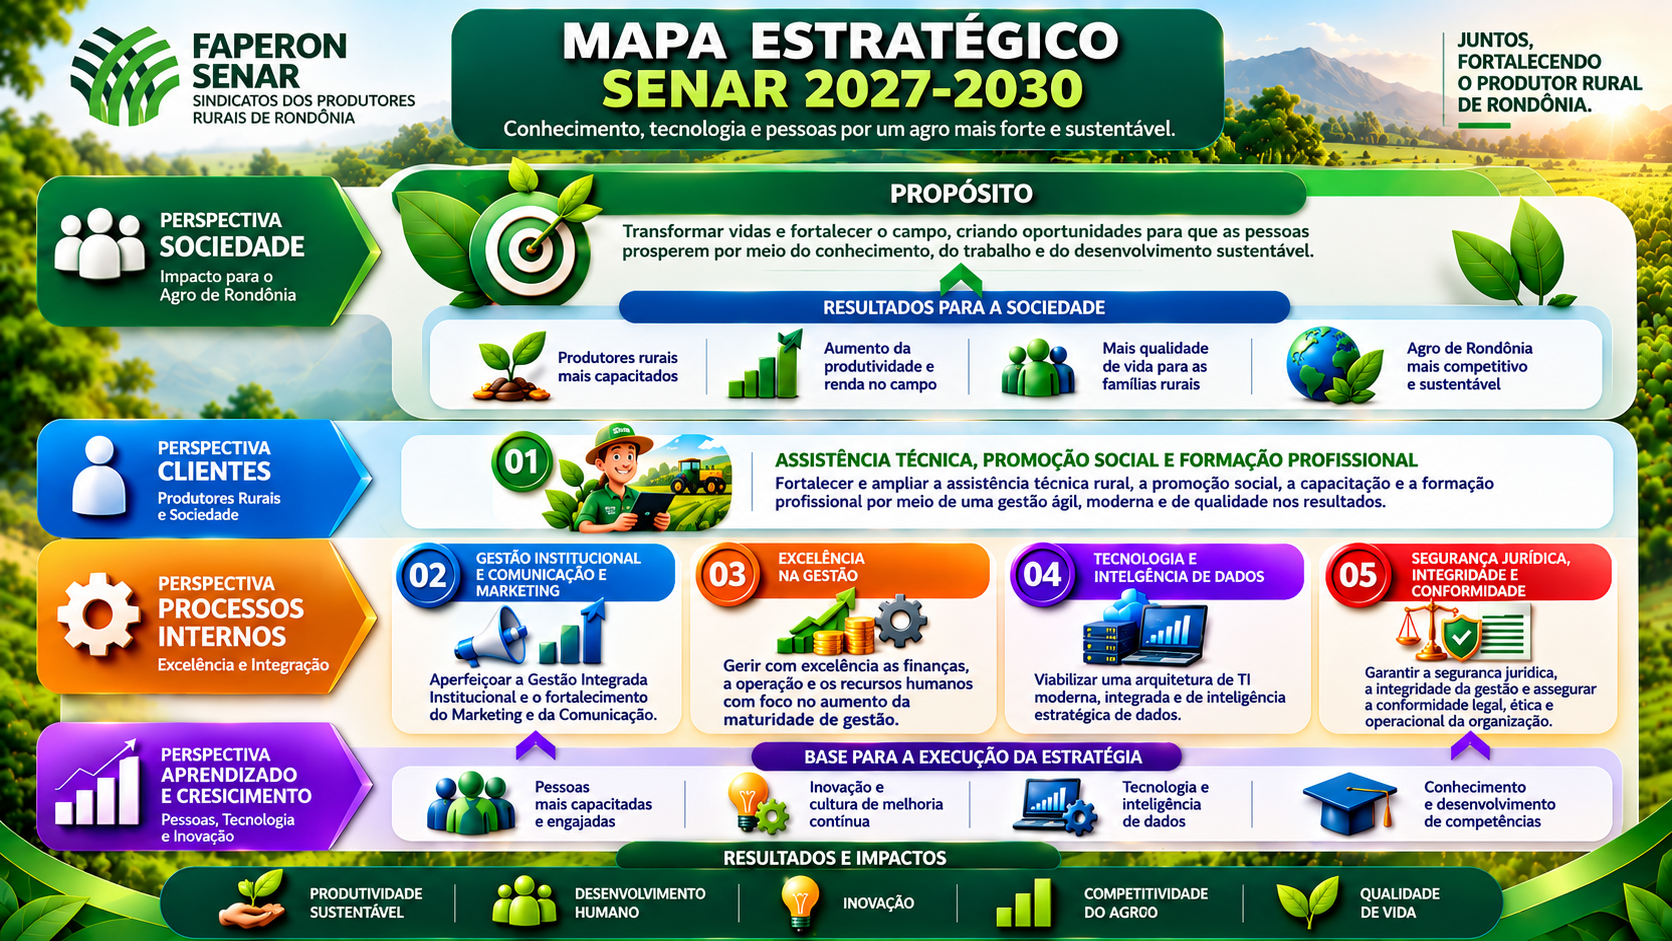 FAPERON
SENAR
SINDICATOS DOS PRODUTORES
RURAIS DE RONDÔNIA
MAPA ESTRATÉGICO
SENAR 2027-2030
Conhecimento, tecnologia e pessoas por um agro mais forte e sustentável.
JUNTOS,
FORTALECENDO
O PRODUTOR RURAL
DE RONDÔNIA.
PERSPECTIVA
SOCIEDADE
Impacto para o
Agro de Rondônia
PROPÓSITO
Transformar vidas e fortalecer o campo, criando oportunidades para que as pessoas
prosperem por meio do conhecimento, do trabalho e do desenvolvimento sustentável.
RESULTADOS PARA A SOCIEDADE
Produtores rurais
mais capacitados
Aumento da
produtividade e
renda no campo
Mais qualidade
de vida para as
famílias rurais
Agro de Rondônia
mais competitivo
e sustentável
PERSPECTIVA
CLIENTES
Produtores Rurais
e Sociedade
01
ASSISTÊNCIA TÉCNICA, PROMOÇÃO SOCIAL E FORMAÇÃO PROFISSIONAL
Fortalecer e ampliar a assistência técnica rural, a promoção social, a capacitação e a formação
profissional por meio de uma gestão ágil, moderna e de qualidade nos resultados.
PERSPECTIVA
PROCESSOS
INTERNOS
Excelência e Integração
02
GESTÃO INSTITUCIONAL
E COMUNICAÇÃO E
MARKETING
Aperfeiçoar a Gestão Integrada
Institucional e o fortalecimento
do Marketing e da Comunicação.
03
EXCELÊNCIA
NA GESTÃO
Gerir com excelência as finanças,
a operação e os recursos humanos
com foco no aumento da
maturidade de gestão.
04
TECNOLOGIA E
INTELGÊNCIA DE DADOS
Viabilizar uma arquitetura de TI
moderna, integrada e de inteligência
estratégica de dados.
05
SEGURANÇA JURÍDICA,
INTEGRIDADE E
CONFORMIDADE
Garantir a seguranca jurídica,
a integridade da gestão e assegurar
a conformidade legal, ética e
operacional da organização.
PERSPECTIVA
APRENDIZADO
E CRESICIMENTO
Pessoas, Tecnologia
e Inovação
BASE PARA A EXECUÇÃO DA ESTRATÉGIA
Pessoas
mais capacitadas
e engajadas
Inovação e
cultura de melhoria
contínua
Tecnologia e
inteligência
de dados
Conhecimento
e desenvolvimento
de competências
RESULTADOS E IMPACTOS
PRODUTIVIDADE
SUSTENTÁVEL
DESENVOLVIMENTO
HUMANO
INOVAÇÃO
COMPETITIVIDADE
DO AGROO
QUALIDADE
DE VIDA